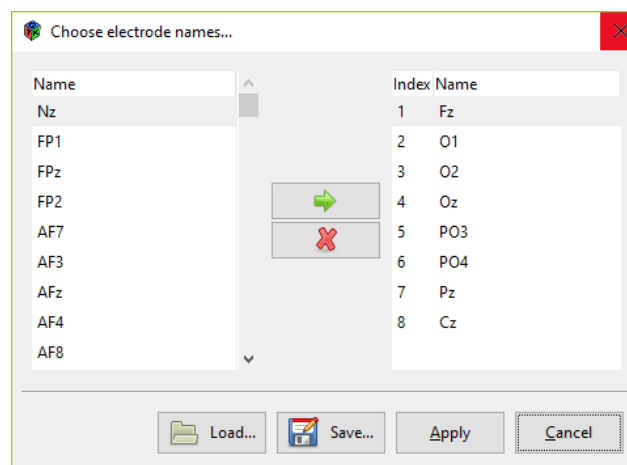 Choose electrode names...
Name
Index Name
Nz
1 Fz
FP1
2 O1
FPz
3 O2
FP2
4 Oz
AF7
5 PO3
AF3
6 PO4
AFz
7 Pz
AF4
8 Cz
AF8
Load...
Save...
Apply
Cancel